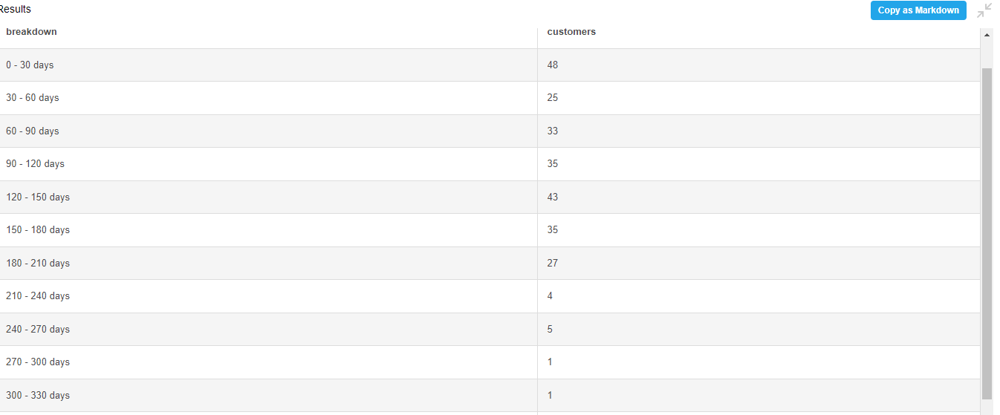 Results Copy as Markdown
breakdown customers
0 - 30 days 48
30 - 60 days 25
60 - 90 days 33
90 - 120 days 35
120 - 150 days 43
150 - 180 days 35
180 - 210 days 27
210 - 240 days 4
240 - 270 days 5
270 - 300 days 1
300 - 330 days 1